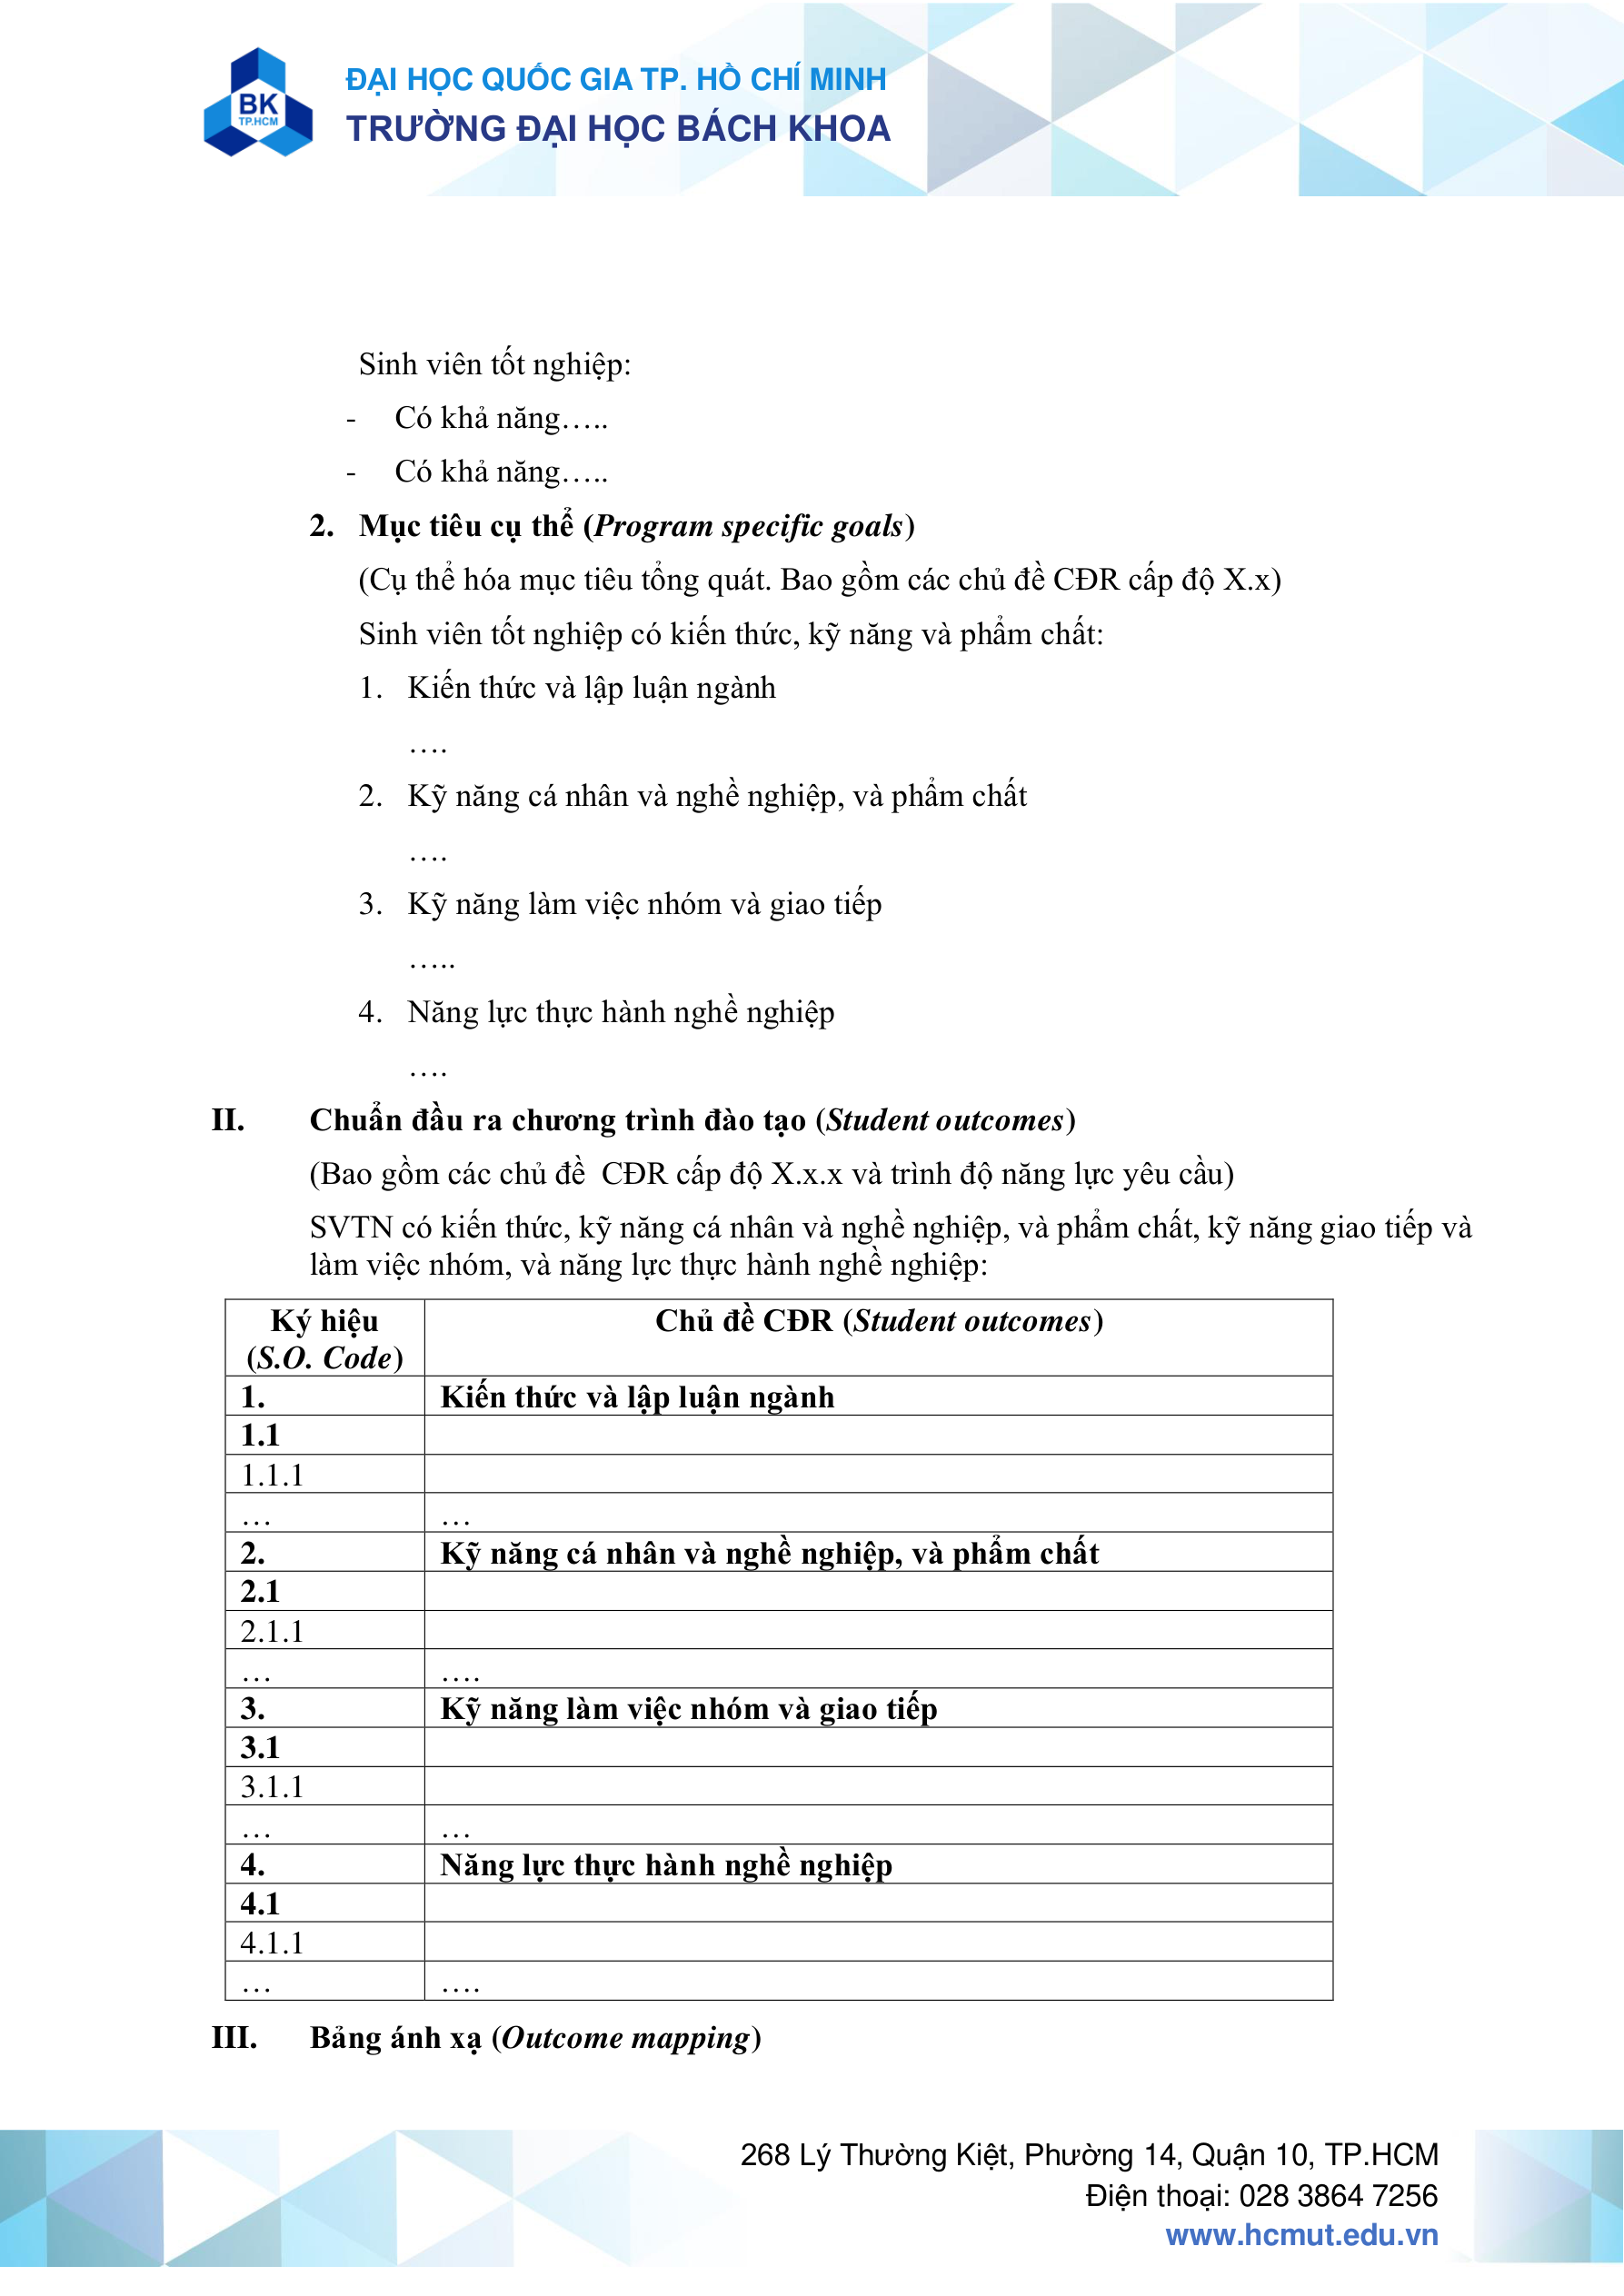 BK
TP.HCM
ĐẠI HỌC QUỐC GIA TP. HỒ CHÍ MINH
TRƯỜNG ĐẠI HỌC BÁCH KHOA
Sinh viên tốt nghiệp:
- Có khả năng…..
- Có khả năng…..
2. Mục tiêu cụ thể (Program specific goals)
(Cụ thể hóa mục tiêu tổng quát. Bao gồm các chủ đề CĐR cấp độ X.x)
Sinh viên tốt nghiệp có kiến thức, kỹ năng và phẩm chất:
1. Kiến thức và lập luận ngành
….
2. Kỹ năng cá nhân và nghề nghiệp, và phẩm chất
….
3. Kỹ năng làm việc nhóm và giao tiếp
…..
4. Năng lực thực hành nghề nghiệp
….
II. Chuẩn đầu ra chương trình đào tạo (Student outcomes)
(Bao gồm các chủ đề  CĐR cấp độ X.x.x và trình độ năng lực yêu cầu)
SVTN có kiến thức, kỹ năng cá nhân và nghề nghiệp, và phẩm chất, kỹ năng giao tiếp và
làm việc nhóm, và năng lực thực hành nghề nghiệp:
Ký hiệu Chủ đề CĐR (Student outcomes)
(S.O. Code)
1. Kiến thức và lập luận ngành
1.1
1.1.1
… …
2. Kỹ năng cá nhân và nghề nghiệp, và phẩm chất
2.1
2.1.1
… ….
3. Kỹ năng làm việc nhóm và giao tiếp
3.1
3.1.1
… …
4. Năng lực thực hành nghề nghiệp
4.1
4.1.1
… ….
III. Bảng ánh xạ (Outcome mapping)
268 Lý Thường Kiệt, Phường 14, Quận 10, TP.HCM
Điện thoại: 028 3864 7256
www.hcmut.edu.vn